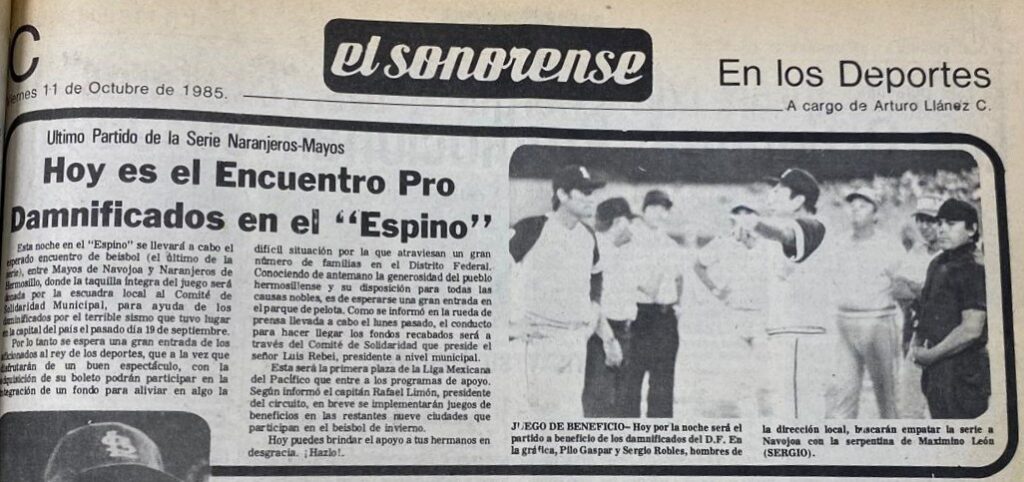 C
el sonorense
En los Deportes
Viernes 11 de Octubre de 1985.
A cargo de Arturo Llánez C.
Ultimo Partido de la Serie Naranjeros-Mayos
Hoy es el Encuentro Pro
Damnificados en el "Espino"
Esta noche en el "Espino" se llevará a cabo el
esperado encuentro de beisbol (el último de la
serie), entre Mayos de Navojoa y Naranjeros de
Hermosillo, donde la taquilla íntegra del juego será
donada por la escuadra local al Comité de
Solidaridad Municipal, para ayuda de los
damnificados por el terrible sismo que tuvo lugar
en la capital del país el pasado día 19 de septiembre.
Por lo tanto se espera una gran entrada de los
aficionados al rey de los deportes, que a la vez que
disfrutarán de un buen espectáculo, con la
adquisición de su boleto podrán participar en la
integración de un fondo para aliviar en algo la
difícil situación por la que atraviesan un gran
número de familias en el Distrito Federal.
Conociendo de antemano la generosidad del pueblo
hermosillense y su disposición para todas las
causas nobles, es de esperarse una gran entrada en
el parque de pelota. Como se informó en la rueda de
prensa llevada a cabo el lunes pasado, el conducto
para hacer llegar los fondos recabados será a
través del Comité de Solidaridad que preside el
señor Luis Rebei, presidente a nivel municipal.
Esta será la primera plaza de la Liga Mexicana
del Pacífico que entre a los programas de apoyo.
Según informó el capitán Rafael Limón, presidente
del circuito, en breve se implementarán juegos de
beneficios en las restantes nueve ciudades que
participan en el beisbol de invierno.
Hoy puedes brindar el apoyo a tus hermanos en
desgracia. ¡Hazlo!.
JUEGO DE BENEFICIO- Hoy por la noche será el
partido a beneficio de los damnificados del D.F. En
la gráfica, Pilo Gaspar y Sergio Robles, hombres de
la dirección local, buscarán empatar la serie a
Navojoa con la serpentina de Maximino León
(SERGIO).